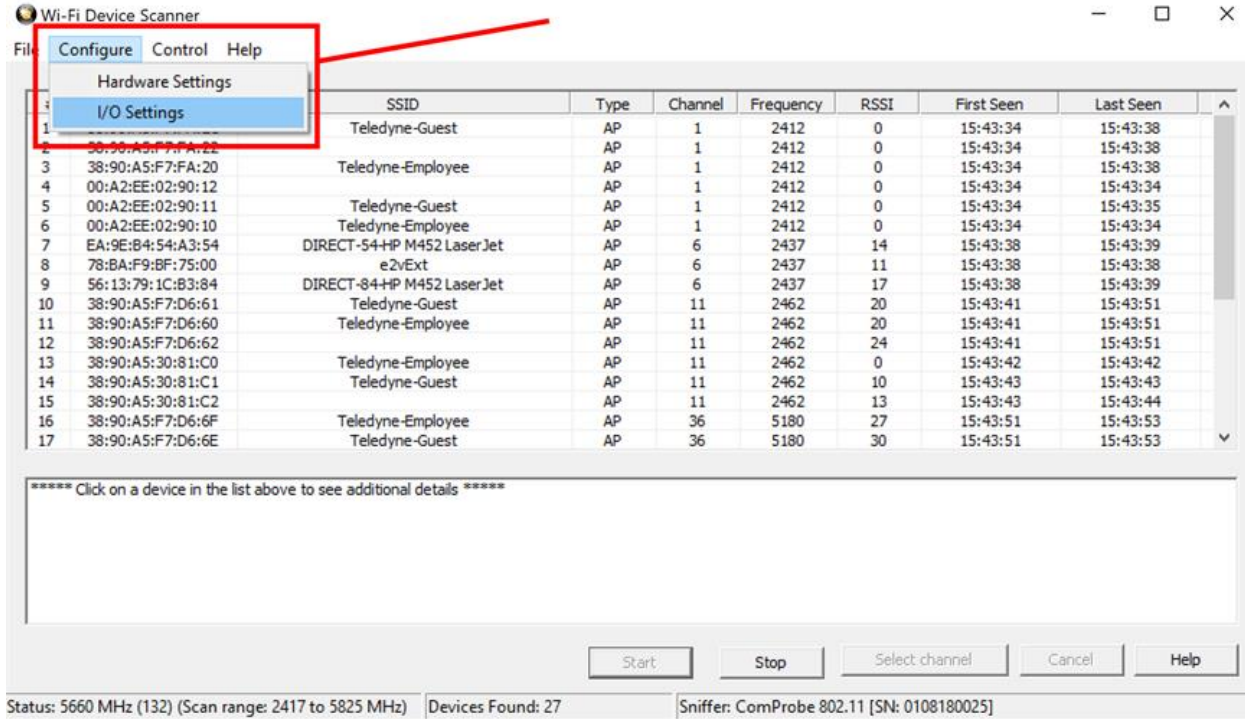 Wi-Fi Device Scanner
File Configure Control Help
Hardware Settings
I/O Settings
# SSID Type Channel Frequency RSSI First Seen Last Seen
1 Teledyne-Guest AP 1 2412 0 15:43:34 15:43:38
2 38:90:A5:F7:FA:22 AP 1 2412 0 15:43:34 15:43:38
3 38:90:A5:F7:FA:20 Teledyne-Employee AP 1 2412 0 15:43:34 15:43:38
4 00:A2:EE:02:90:12 AP 1 2412 0 15:43:34 15:43:34
5 00:A2:EE:02:90:11 Teledyne-Guest AP 1 2412 0 15:43:34 15:43:35
6 00:A2:EE:02:90:10 Teledyne-Employee AP 1 2412 0 15:43:34 15:43:34
7 EA:9E:B4:54:A3:54 DIRECT-54-HP M452 LaserJet AP 6 2437 14 15:43:38 15:43:39
8 78:BA:F9:BF:75:00 e2vExt AP 6 2437 11 15:43:38 15:43:38
9 56:13:79:1C:B3:84 DIRECT-84-HP M452 LaserJet AP 6 2437 17 15:43:38 15:43:39
10 38:90:A5:F7:D6:61 Teledyne-Guest AP 11 2462 20 15:43:41 15:43:51
11 38:90:A5:F7:D6:60 Teledyne-Employee AP 11 2462 20 15:43:41 15:43:51
12 38:90:A5:F7:D6:62 AP 11 2462 24 15:43:41 15:43:51
13 38:90:A5:30:81:C0 Teledyne-Employee AP 11 2462 0 15:43:42 15:43:42
14 38:90:A5:30:81:C1 Teledyne-Guest AP 11 2462 10 15:43:43 15:43:43
15 38:90:A5:30:81:C2 AP 11 2462 13 15:43:43 15:43:44
16 38:90:A5:F7:D6:6F Teledyne-Employee AP 36 5180 27 15:43:51 15:43:53
17 38:90:A5:F7:D6:6E Teledyne-Guest AP 36 5180 30 15:43:51 15:43:53
***** Click on a device in the list above to see additional details *****
Start Stop Select channel Cancel Help
Status: 5660 MHz (132) (Scan range: 2417 to 5825 MHz) Devices Found: 27 Sniffer: ComProbe 802.11 [SN: 0108180025]